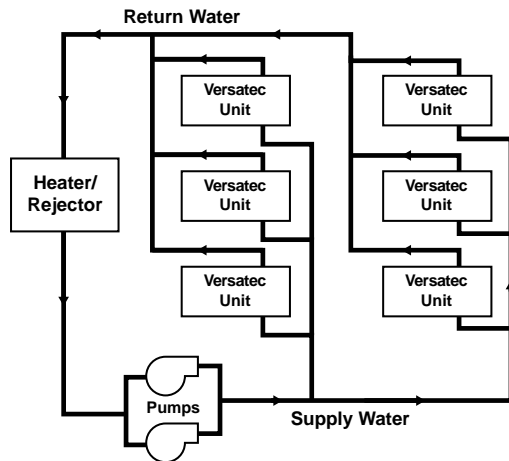 Return Water
Versatec
Unit
Versatec
Unit
Heater/
Rejector
Versatec
Unit
Versatec
Unit
Versatec
Unit
Versatec
Unit
Pumps
Supply Water